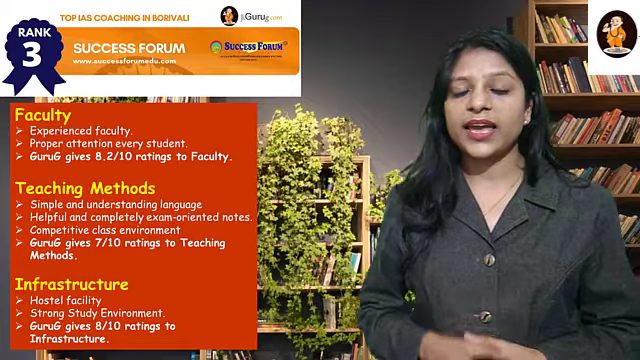 TOP IAS COACHING IN BORIVALI
GuruG.com
RANK
3
SUCCESS FORUM
www.successforumedu.com
SUCCESS FORUM
Faculty
Experienced faculty.
Proper attention every student.
GuruG gives 8.2/10 ratings to Faculty.
Teaching Methods
Simple and understanding language
Helpful and completely exam-oriented notes.
Competitive class environment
GuruG gives 7/10 ratings to Teaching
Methods.
Infrastructure
Hostel facility
Strong Study Environment.
GuruG gives 8/10 ratings to
Infrastructure.